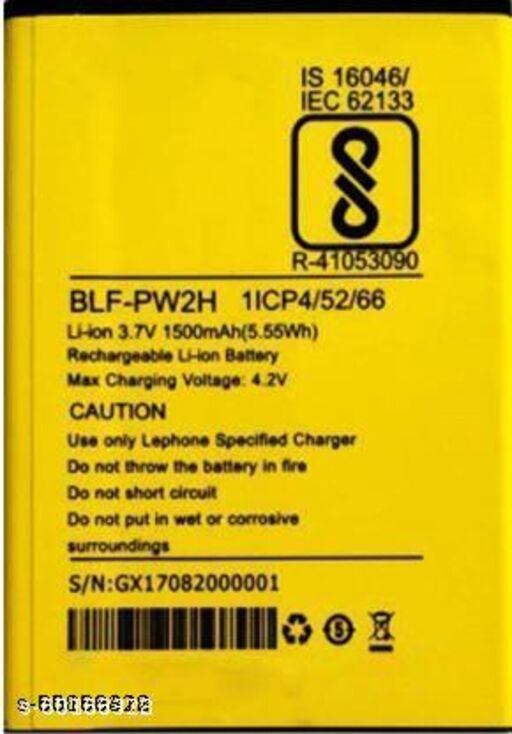 IS 16046/
IEC 62133
R-41053090
BLF-PW2H 1ICP4/52/66
Li-ion 3.7V 1500mAh(5.55Wh)
Rechargeable Li-ion Battery
Max Charging Voltage: 4.2V
CAUTION
Use only Lephone Specified Charger
Do not throw the battery in fire
Do not short circuit
Do not put in wet or corrosive
surroundings
S/N:GX17082000001